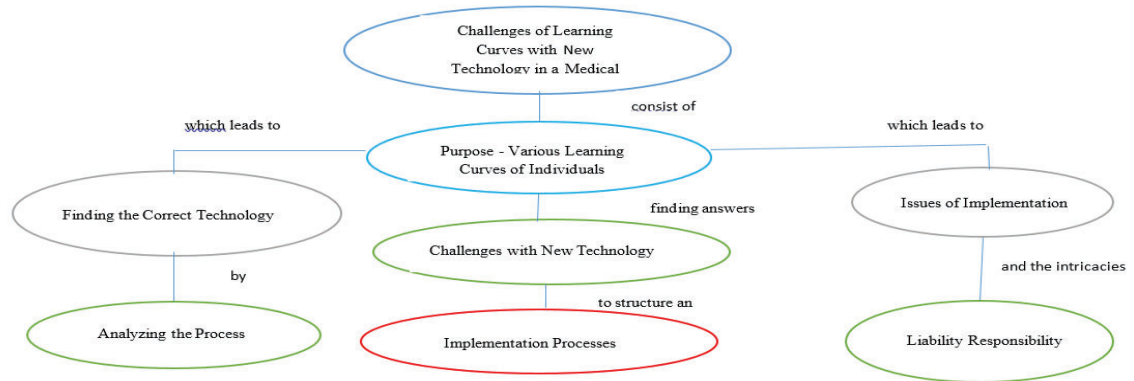 Challenges of Learning
Curves with New
Technology in a Medical
consist of
which leads to
which leads to
Purpose - Various Learning
Curves of Individuals
Finding the Correct Technology
finding answers
Issues of Implementation
Challenges with New Technology
by
and the intricacies
to structure an
Analyzing the Process
Implementation Processes
Liability Responsibility